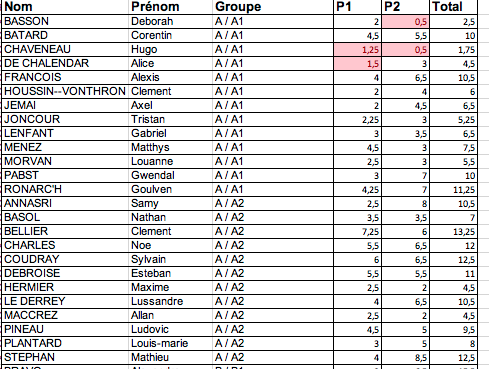 Nom Prénom Groupe P1 P2 Total
BASSON Deborah A / A1 2 0,5 2,5
BATARD Corentin A / A1 4,5 5,5 10
CHAVENEAU Hugo A / A1 1,25 0,5 1,75
DE CHALENDAR Alice A / A1 1,5 3 4,5
FRANCOIS Alexis A / A1 4 6,5 10,5
HOUSSIN--VONTHRON Clement A / A1 2 4 6
JEMAI Axel A / A1 2 4,5 6,5
JONCOUR Tristan A / A1 2,25 3 5,25
LENFANT Gabriel A / A1 3 3,5 6,5
MENEZ Matthys A / A1 4,5 3 7,5
MORVAN Louanne A / A1 2,5 3 5,5
PABST Gwendal A / A1 3 7 10
RONARC'H Goulven A / A1 4,25 7 11,25
ANNASRI Samy A / A2 2,5 8 10,5
BASOL Nathan A / A2 3,5 3,5 7
BELLIER Clement A / A2 7,25 6 13,25
CHARLES Noe A / A2 5,5 6,5 12
COUDRAY Sylvain A / A2 6 6,5 12,5
DEBROISE Esteban A / A2 5,5 5,5 11
HERMIER Maxime A / A2 2,5 2 4,5
LE DERREY Lussandre A / A2 4 6,5 10,5
MACCREZ Allan A / A2 2,5 2 4,5
PINEAU Ludovic A / A2 4,5 5 9,5
PLANTARD Louis-marie A / A2 3 5 8
STEPHAN Mathieu A / A2 4 8,5 12,5